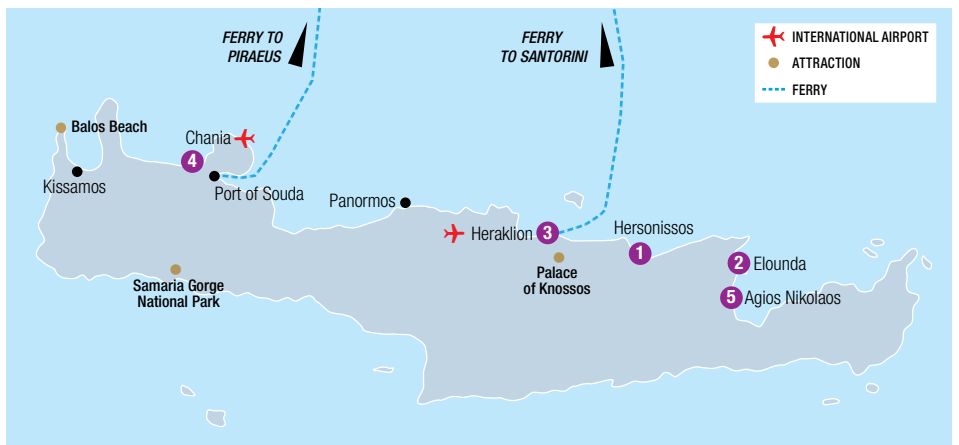 FERRY TO
PIRAEUS
FERRY
TO SANTORINI
INTERNATIONAL AIRPORT
ATTRACTION
FERRY
Balos Beach
Chania
4
Kissamos
Port of Souda
Panormos
Heraklion
3
Hersonissos
1
Palace
of Knossos
2
Elounda
5
Agios Nikolaos
Samaria Gorge
National Park